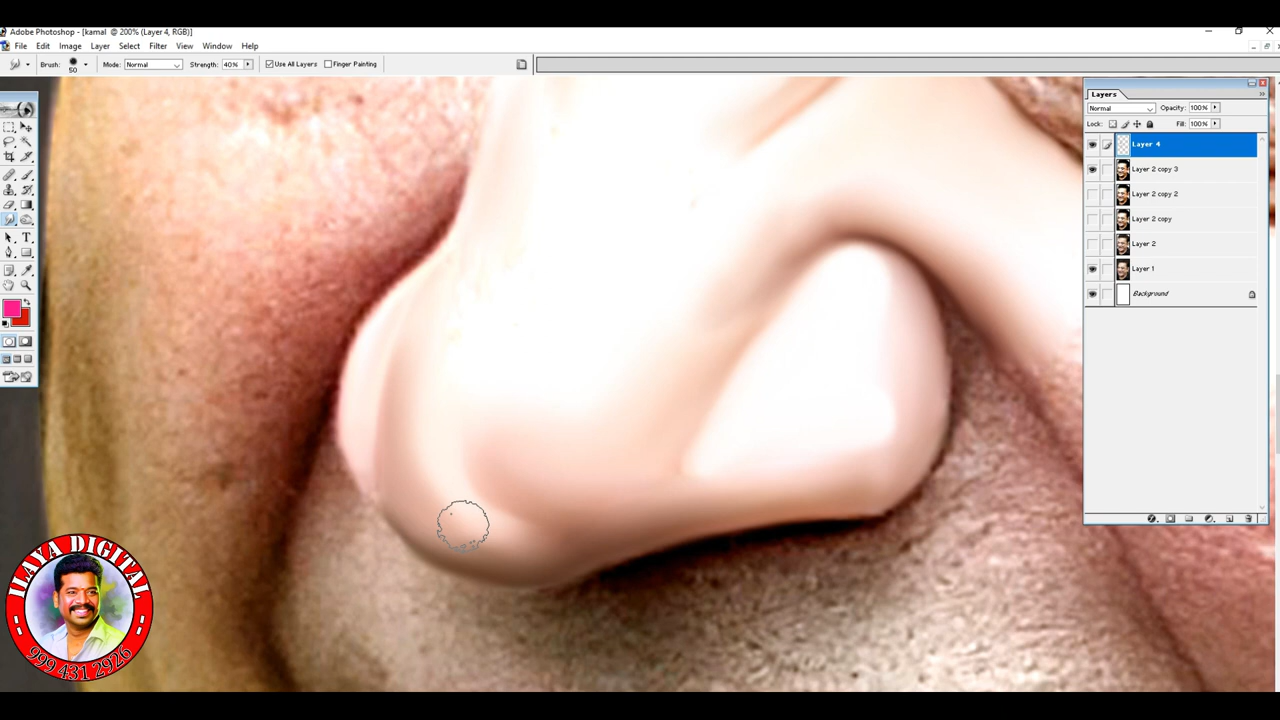 Adobe Photoshop - [kamal @ 200% (Layer 4, RGB)]
File Edit Image Layer Select Filter View Window Help
Brush: 50 Mode: Normal Strength: 40% Use All Layers Finger Painting
Layers
Normal Opacity: 100%
Lock: Fill: 100%
Layer 4
Layer 2 copy 3
Layer 2 copy 2
Layer 2 copy
Layer 2
Layer 1
Background
ILAYA DIGITAL
999 431 2926